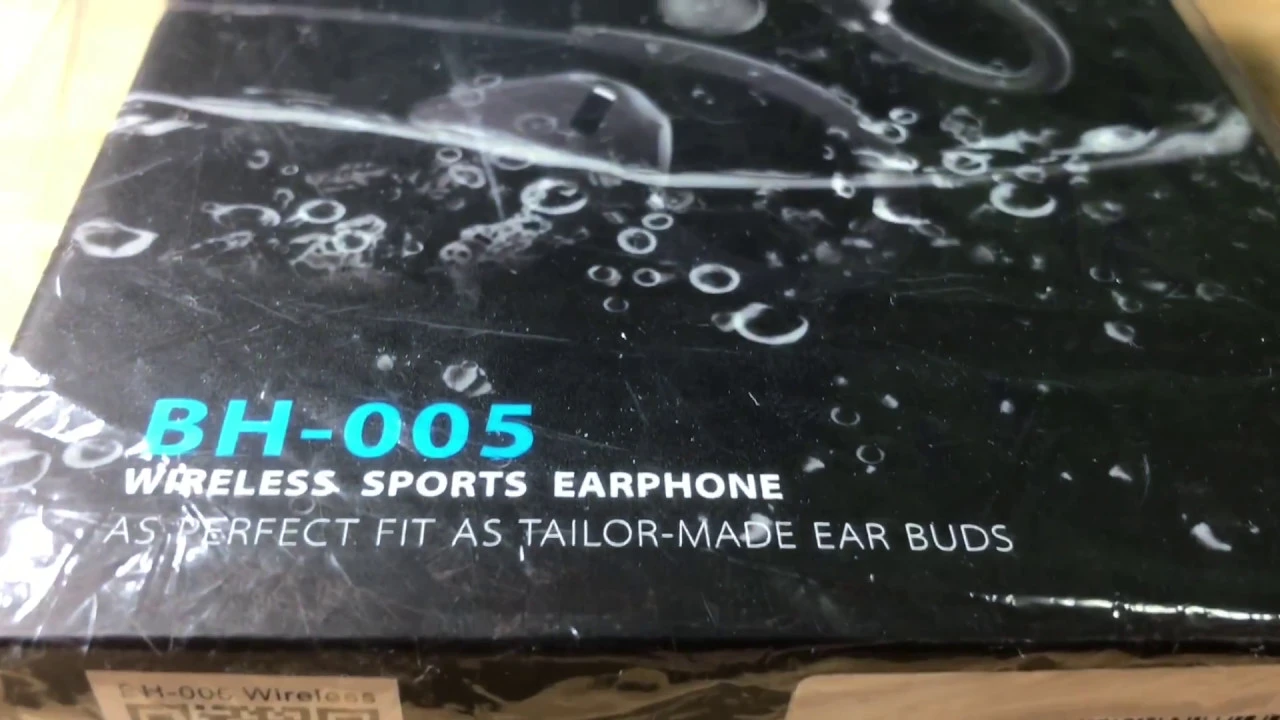 BH-005
WIRELESS SPORTS EARPHONE
AS PERFECT FIT AS TAILOR-MADE EAR BUDS
Wireless